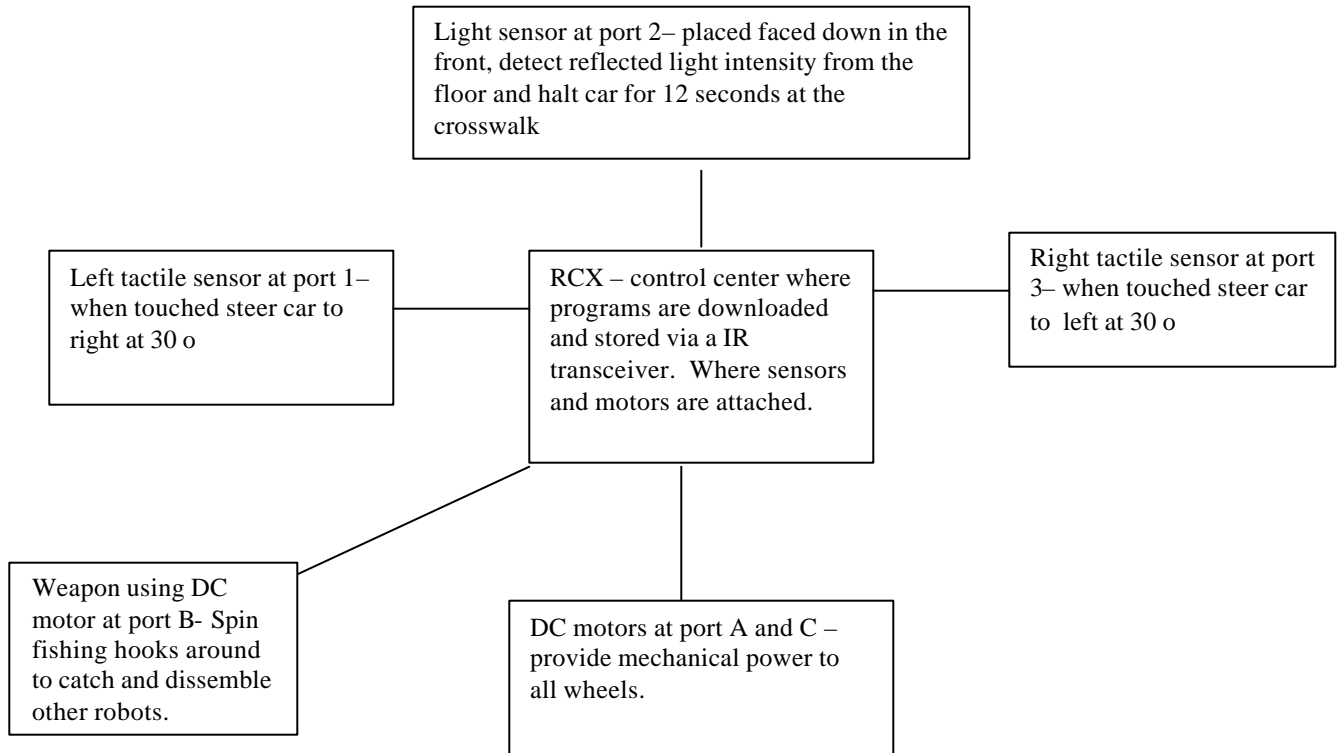 Light sensor at port 2– placed faced down in the
front, detect reflected light intensity from the
floor and halt car for 12 seconds at the
crosswalk
Left tactile sensor at port 1–
when touched steer car to
right at 30 o
RCX – control center where
programs are downloaded
and stored via a IR
transceiver.  Where sensors
and motors are attached.
Right tactile sensor at port
3– when touched steer car
to  left at 30 o
Weapon using DC
motor at port B- Spin
fishing hooks around
to catch and dissemble
other robots.
DC motors at port A and C –
provide mechanical power to
all wheels.